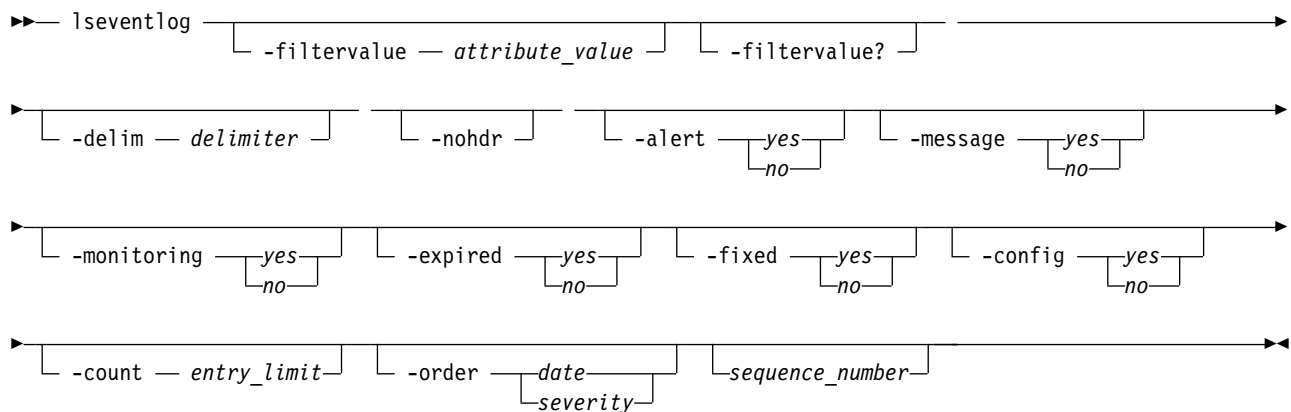 lseventlog
-filtervalue attribute_value -filtervalue?
-delim delimiter -nohdr -alert yes -message yes
no no
-monitoring yes -expired yes -fixed yes -config yes
no no no no
-count entry_limit -order date sequence_number
severity